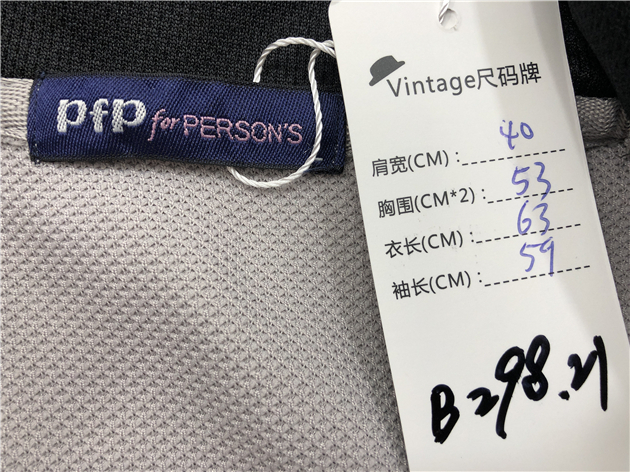 pfp for PERSON'S
Vintage尺码牌
肩宽(CM)：40
胸围(CM*2)：53
衣长(CM)：63
袖长(CM)：59
B298.21